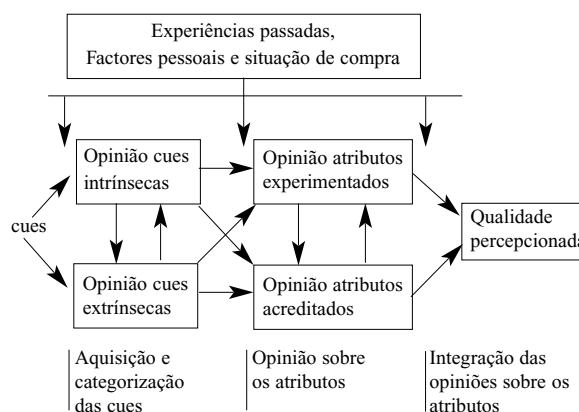 Experiências passadas,
Factores pessoais e situação de compra
Opinião cues
intrínsecas
Opinião atributos
experimentados
cues
Qualidade
percepcionada
Opinião cues
extrínsecas
Opinião atributos
acreditados
Aquisição e
categorização
das cues
Opinião sobre
os atributos
Integração das
opiniões sobre os
atributos